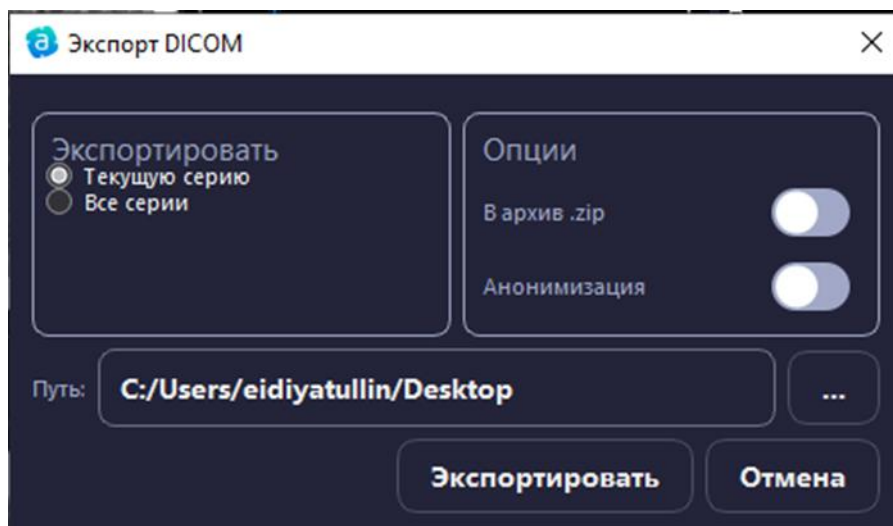 Экспорт DICOM
Экспортировать
Текущую серию
Все серии
Опции
В архив .zip
Анонимизация
Путь: C:/Users/eidiyatullin/Desktop ...
Экспортировать Отмена